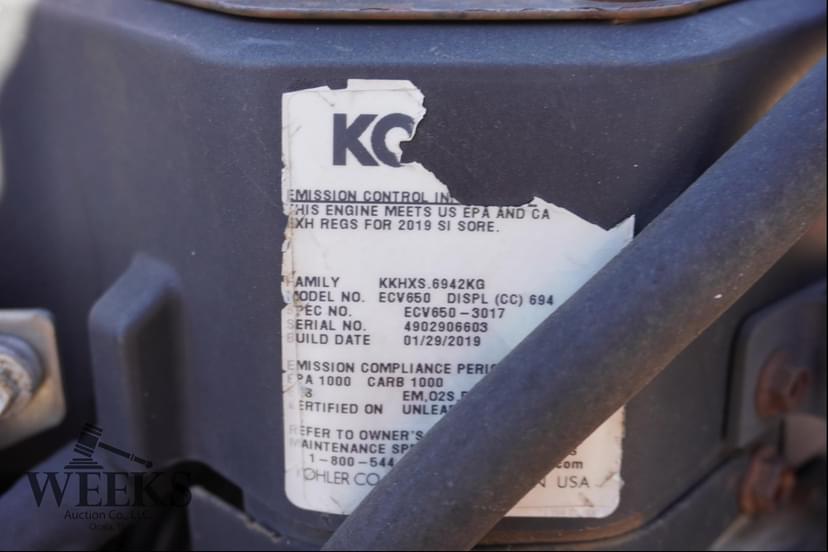 KO
EMISSION CONTROL IN
THIS ENGINE MEETS US EPA AND CA
EXH REGS FOR 2019 SI SORE.
FAMILY KKHXS.6942KG
MODEL NO. ECV650 DISPL (CC) 694
SPEC NO. ECV650-3017
SERIAL NO. 4902906603
BUILD DATE 01/29/2019
EMISSION COMPLIANCE PERIO
EPA 1000 CARB 1000
EM,O2S,
CERTIFIED ON UNLEA
REFER TO OWNER'S
MAINTENANCE SPE
1-800-544 .com
KOHLER CO. USA
WEEKS
Auction Co., LLC.